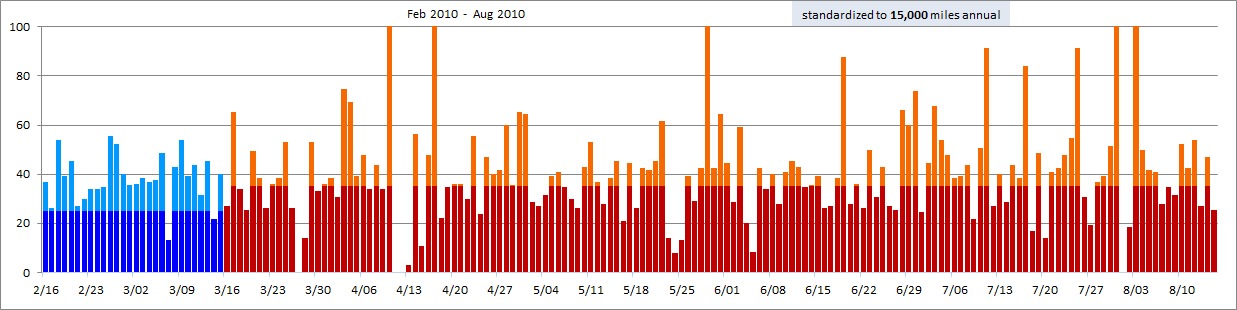 Feb 2010 - Aug 2010
standardized to 15,000 miles annual
100
80
60
40
20
0
2/16 2/23 3/02 3/09 3/16 3/23 3/30 4/06 4/13 4/20 4/27 5/04 5/11 5/18 5/25 6/01 6/08 6/15 6/22 6/29 7/06 7/13 7/20 7/27 8/03 8/10